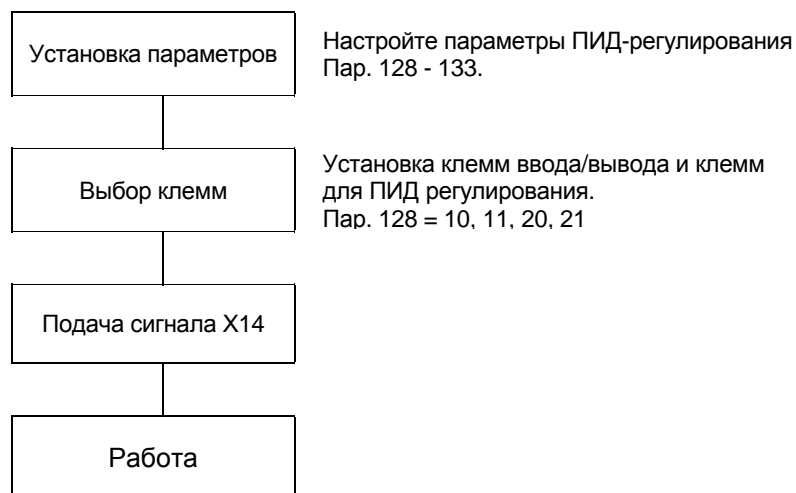 Установка параметров
Настройте параметры ПИД-регулирования
Пар. 128 - 133.
Выбор клемм
Установка клемм ввода/вывода и клемм
для ПИД регулирования.
Пар. 128 = 10, 11, 20, 21
Подача сигнала X14
Работа